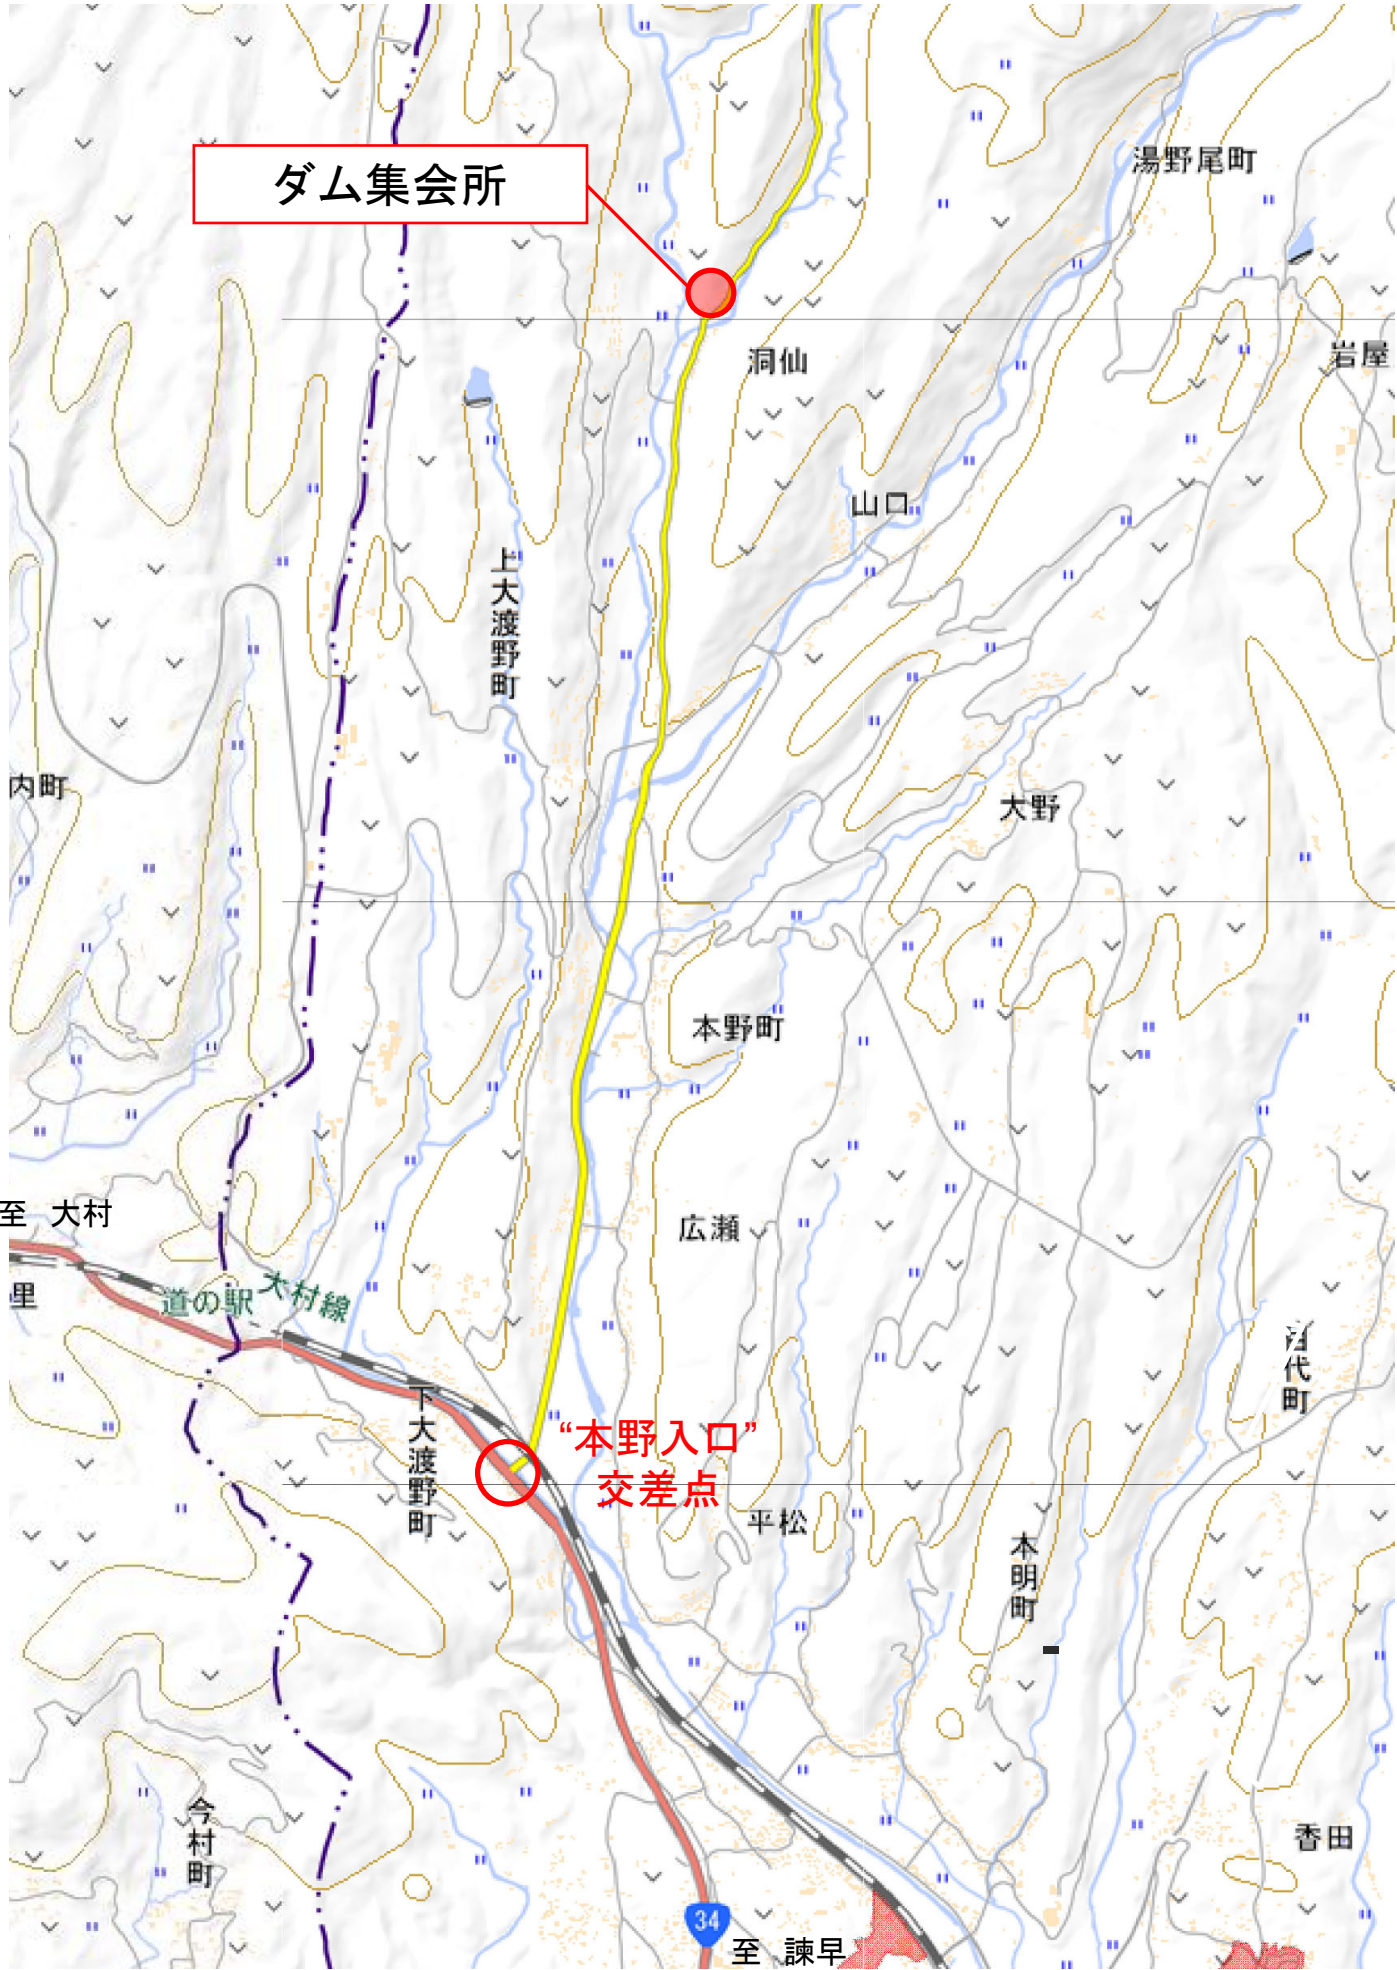 湯野尾町
ダム集会所
洞仙
岩屋
山口
上大渡野町
内町
大野
本野町
至 大村
広瀬
里
道の駅
大村線
代町
下大渡野町
“本野入口”
交差点
平松
本明町
今村町
香田
34
至 諫早